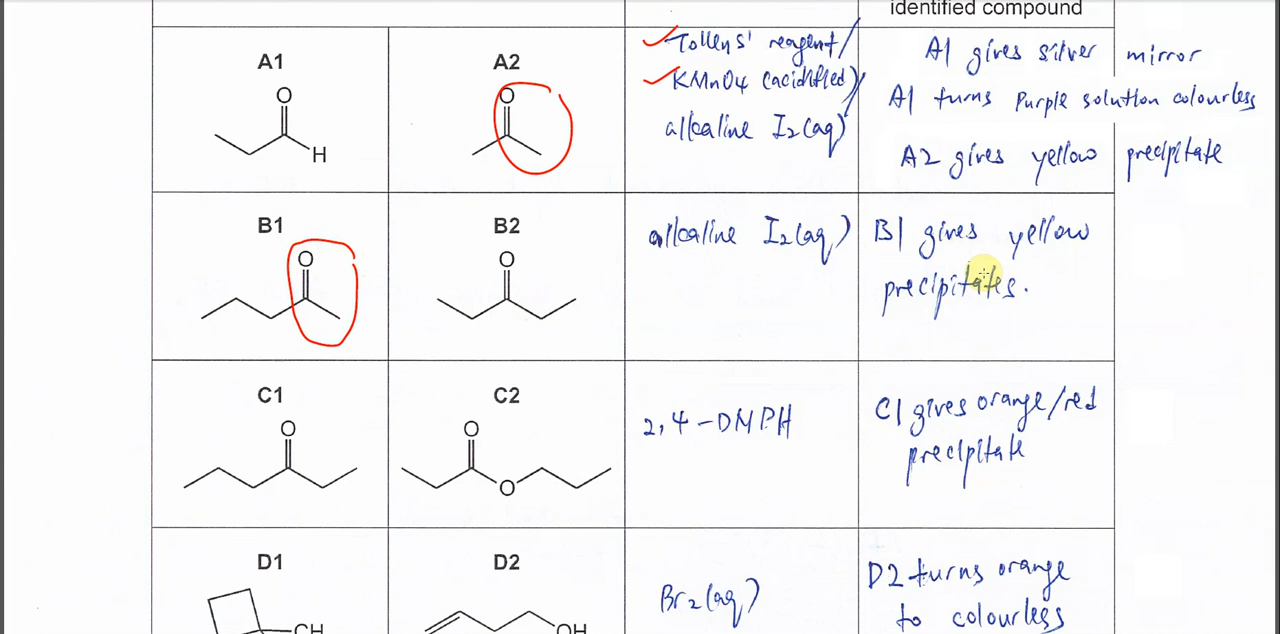 identified compound
A1
A2
O
H
O
Tollens' reagent/
KMnO4 (acidified)/
alkaline I2(aq)
A1 gives silver mirror
A1 turns Purple solution colourless
A2 gives yellow precipitate
B1
B2
O
O
alkaline I2(aq)
B1 gives yellow
precipitates.
C1
C2
O
O
O
2,4-DNPH
C1 gives orange/red
precipitate
D1
D2
CH
OH
Br2(aq)
D2 turns orange
to colourless